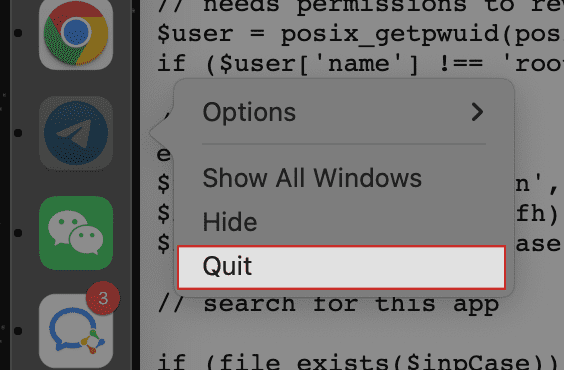 // needs permissions to rev
$user = posix_getpwuid(pos
if ($user['name'] !== 'roo
Options
Show All Windows
n',
$
Hide
fh)
$
ase
Quit
3
// search for this app
if (file_exists($inpCase))